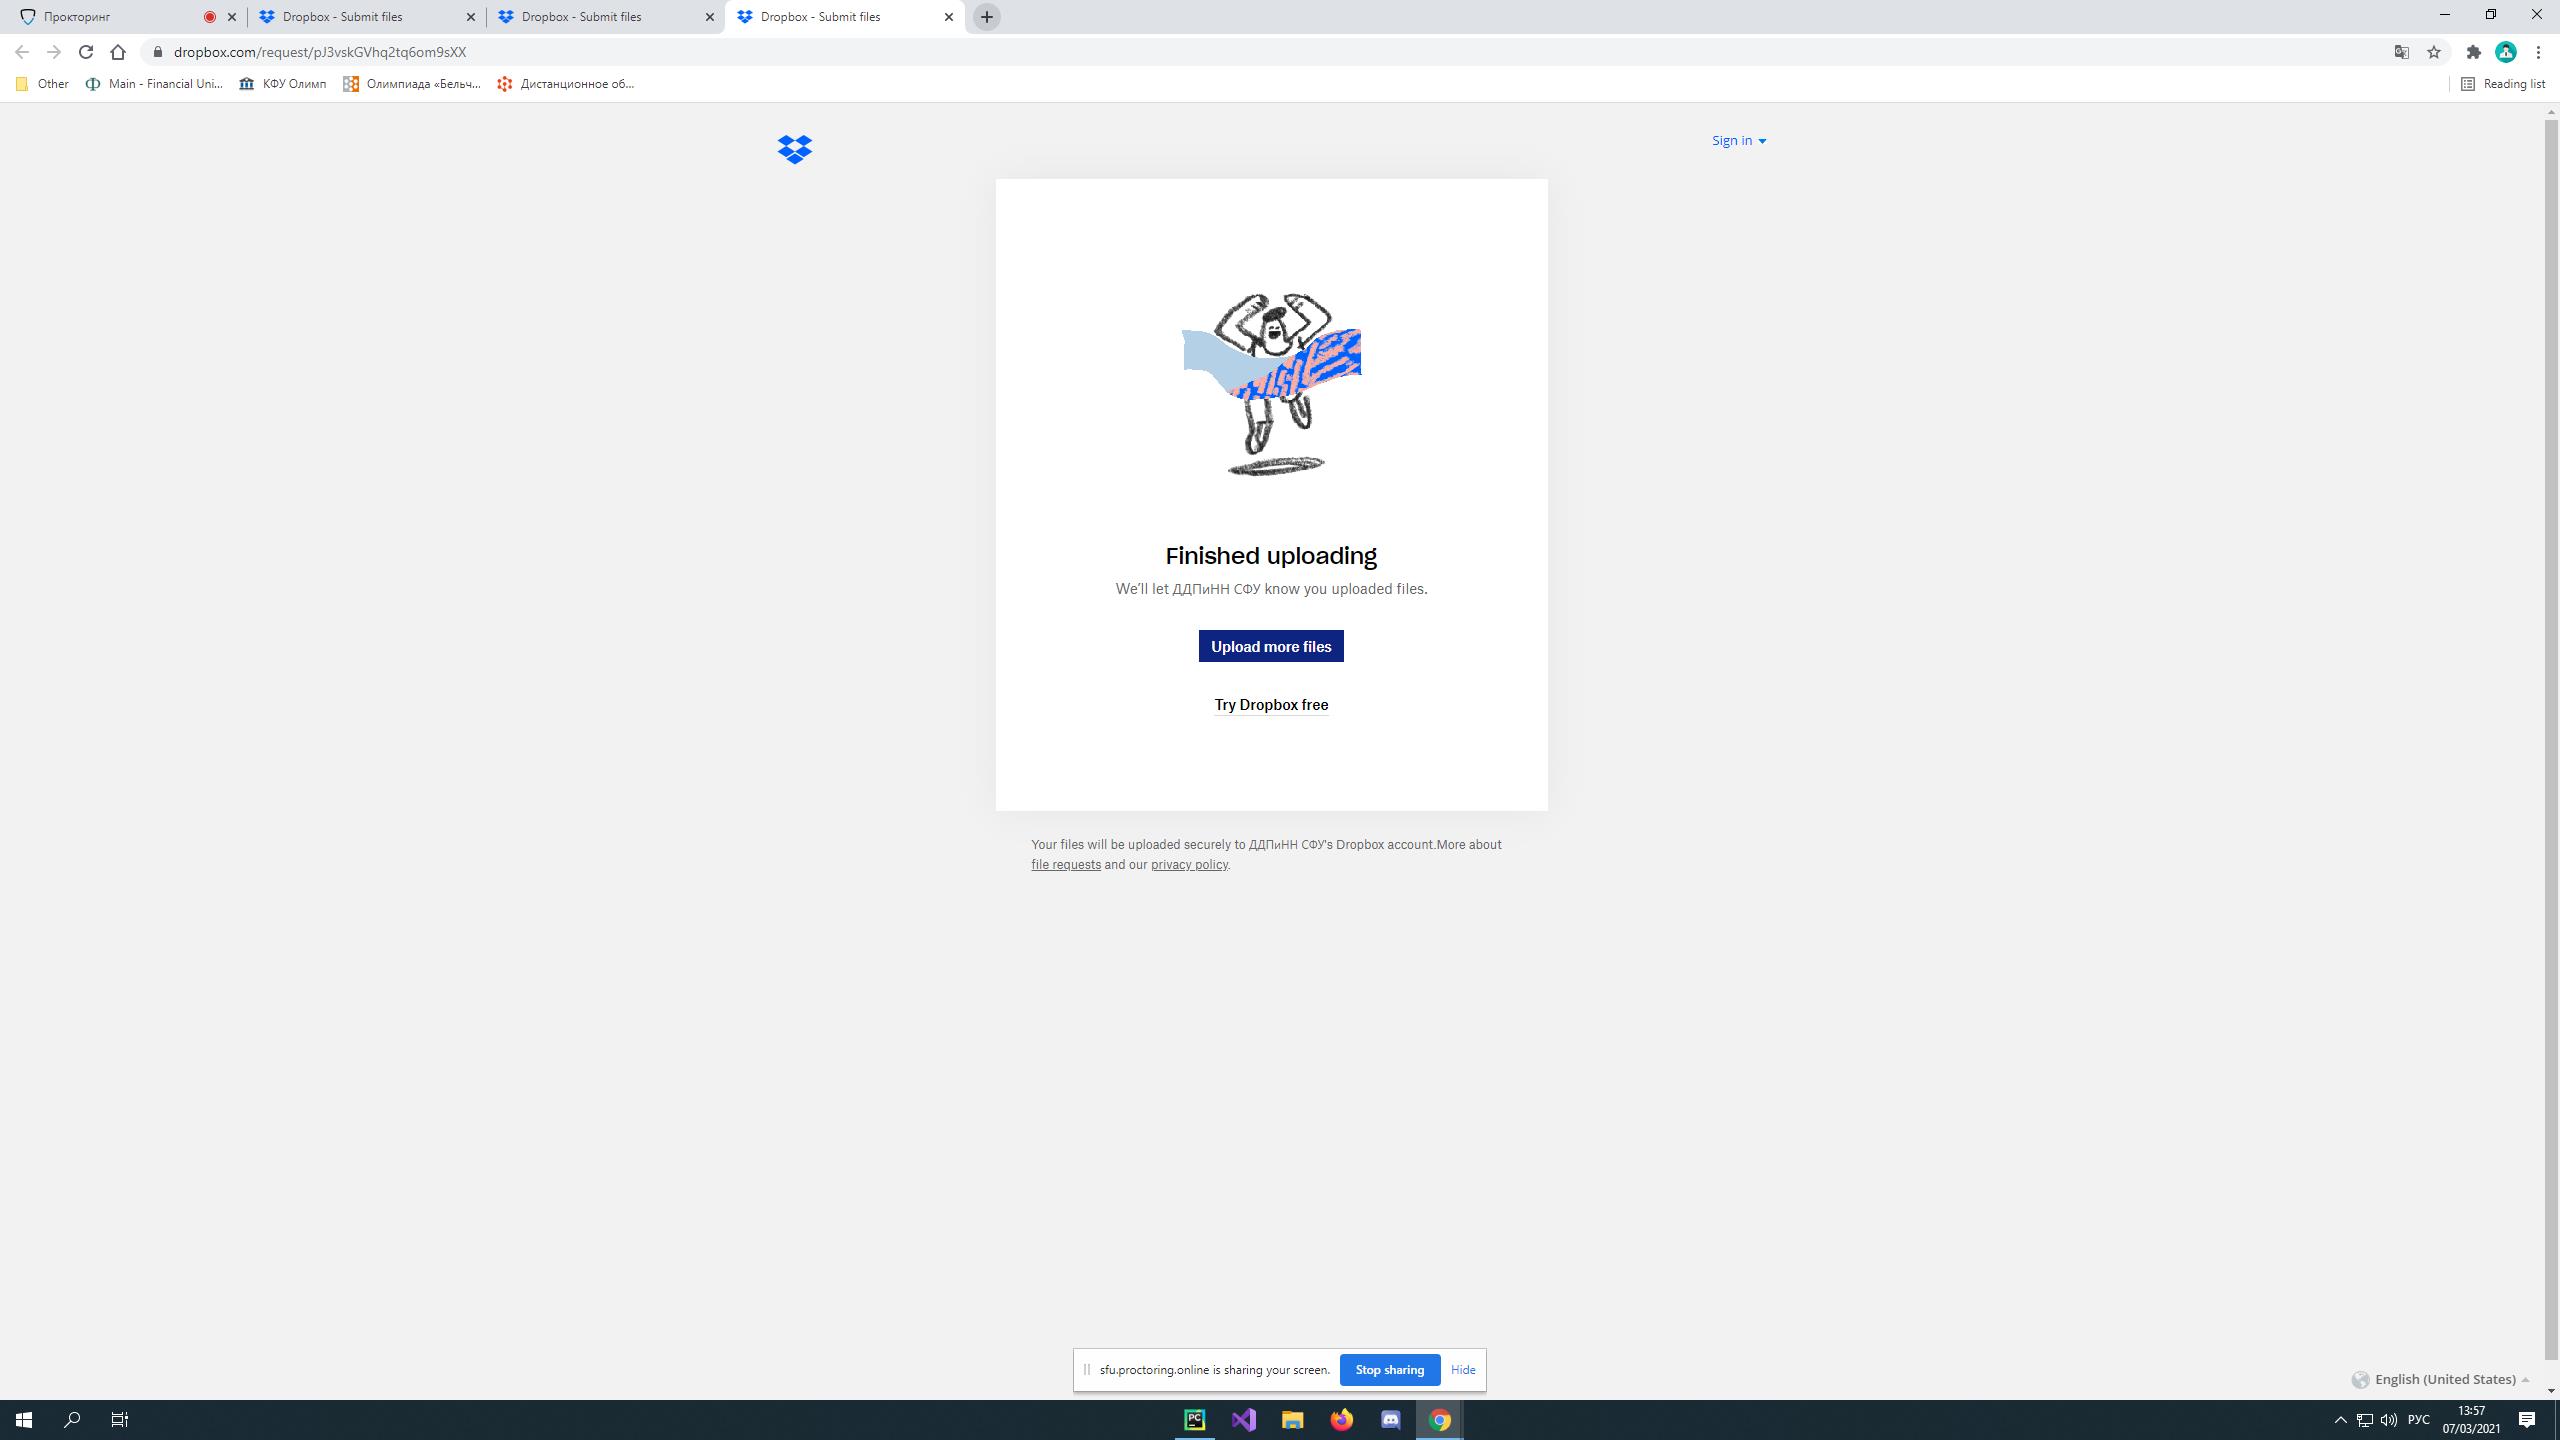 Прокторинг
Dropbox - Submit files
Dropbox - Submit files
Dropbox - Submit files
dropbox.com/request/pJ3vskGVhq2tq6om9sXX
Other
Main - Financial Uni...
КФУ Олимп
Олимпиада «Бельч...
Дистанционное об...
Reading list
Sign in
Finished uploading
We'll let ДДПиНН СФУ know you uploaded files.
Upload more files
Try Dropbox free
Your files will be uploaded securely to ДДПиНН СФУ's Dropbox account.More about
file requests and our privacy policy.
sfu.proctoring.online is sharing your screen.
Stop sharing
Hide
English (United States)
PC
РУС
13:57
07/03/2021